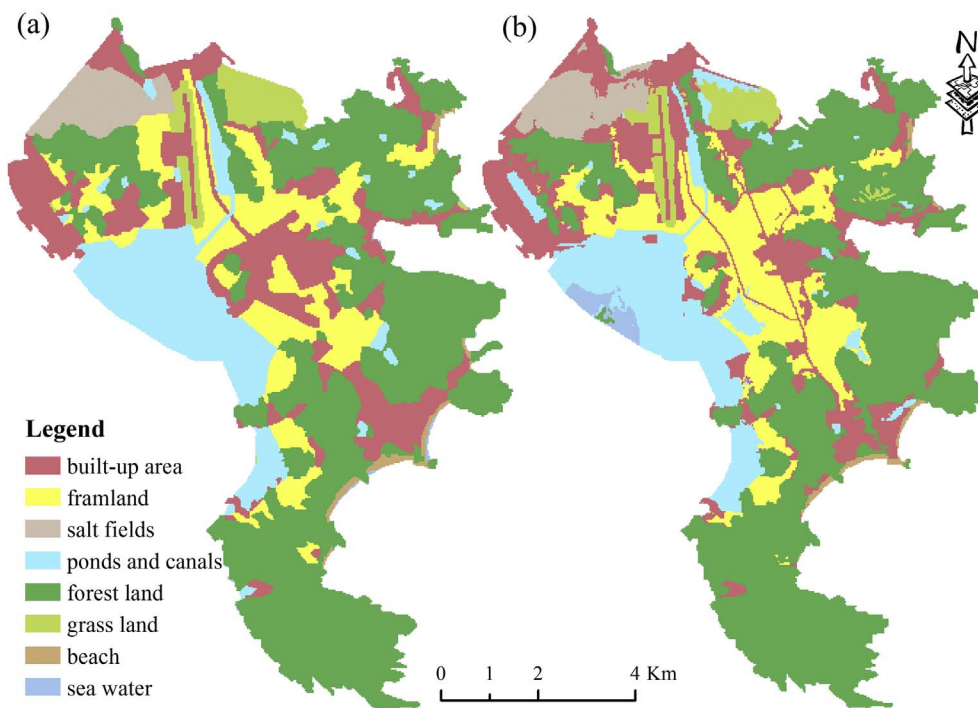 (a)
(b)
N
Legend
built-up area
framland
salt fields
ponds and canals
forest land
grass land
beach
sea water
0 1 2 4 Km